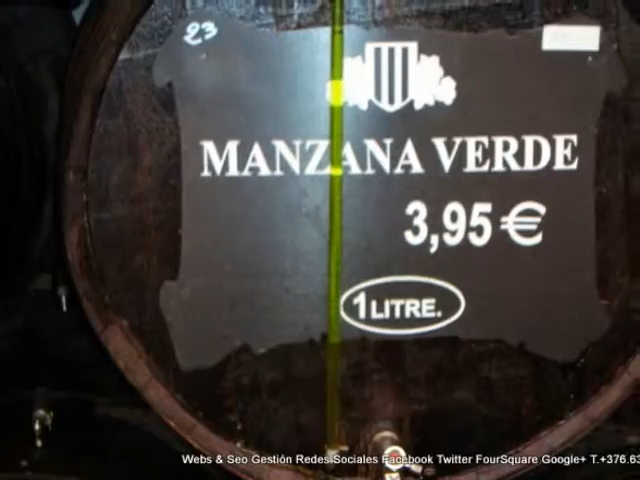 23
MANZANA VERDE
3,95 €
1 LITRE.
Webs & Seo Gestión Redes Sociales Facebook Twitter FourSquare Google+ T.+376.63